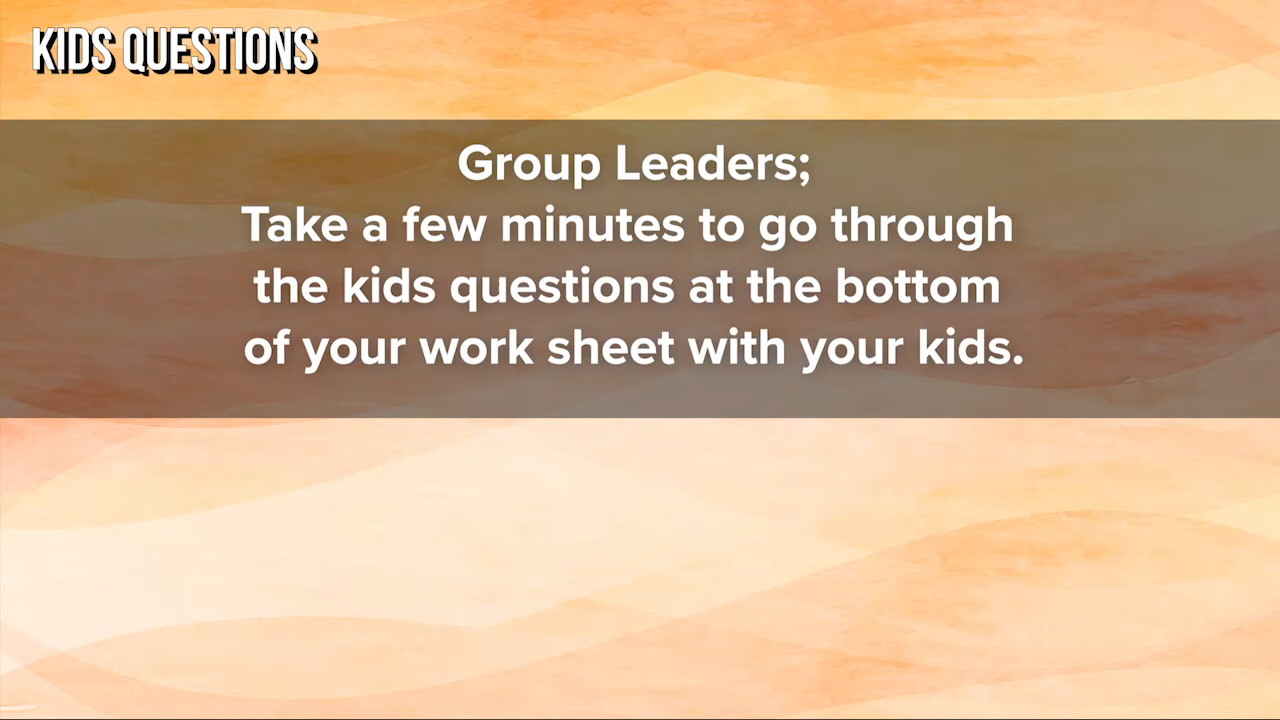 KIDS QUESTIONS
Group Leaders;
Take a few minutes to go through
the kids questions at the bottom
of your work sheet with your kids.